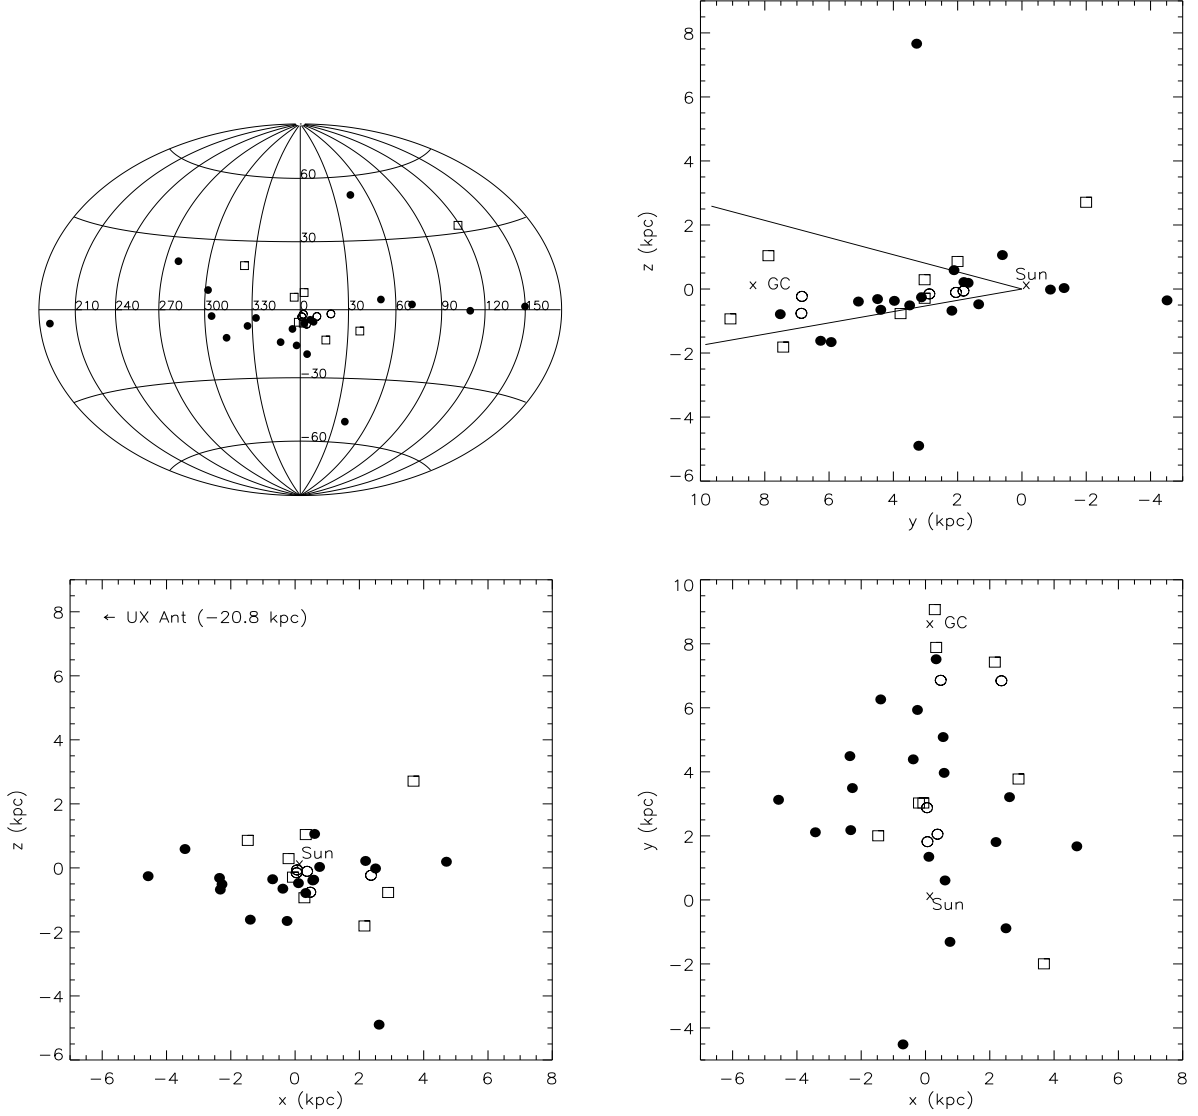 60
30
210 240 270 300 330 0 30 60 90 120 150
−30
−60
8
6
4
2
0
−2
−4
−6
z (kpc)
Sun
× GC
10 8 6 4 2 0 −2 −4
y (kpc)
8
6
4
2
0
−2
−4
−6
z (kpc)
← UX Ant (−20.8 kpc)
Sun
−6 −4 −2 0 2 4 6 8
x (kpc)
10
8
6
4
2
0
−2
−4
y (kpc)
× GC
Sun
−6 −4 −2 0 2 4 6 8
x (kpc)